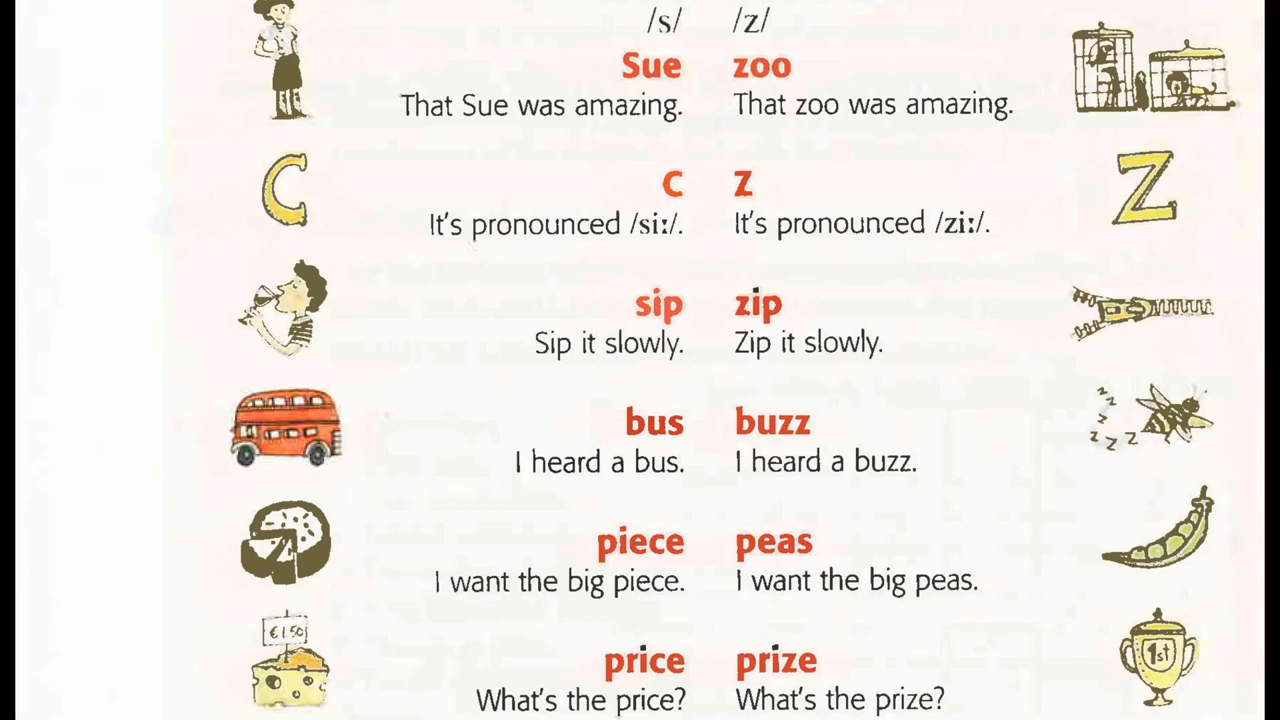 /s/ /z/
Sue zoo
That Sue was amazing. That zoo was amazing.
C Z
C Z
It's pronounced /siː/. It's pronounced /ziː/.
sip zip
Sip it slowly. Zip it slowly.
bus buzz
I heard a bus. I heard a buzz.
z z z z z z
piece peas
I want the big piece. I want the big peas.
€1.50
1st
price prize
What's the price? What's the prize?